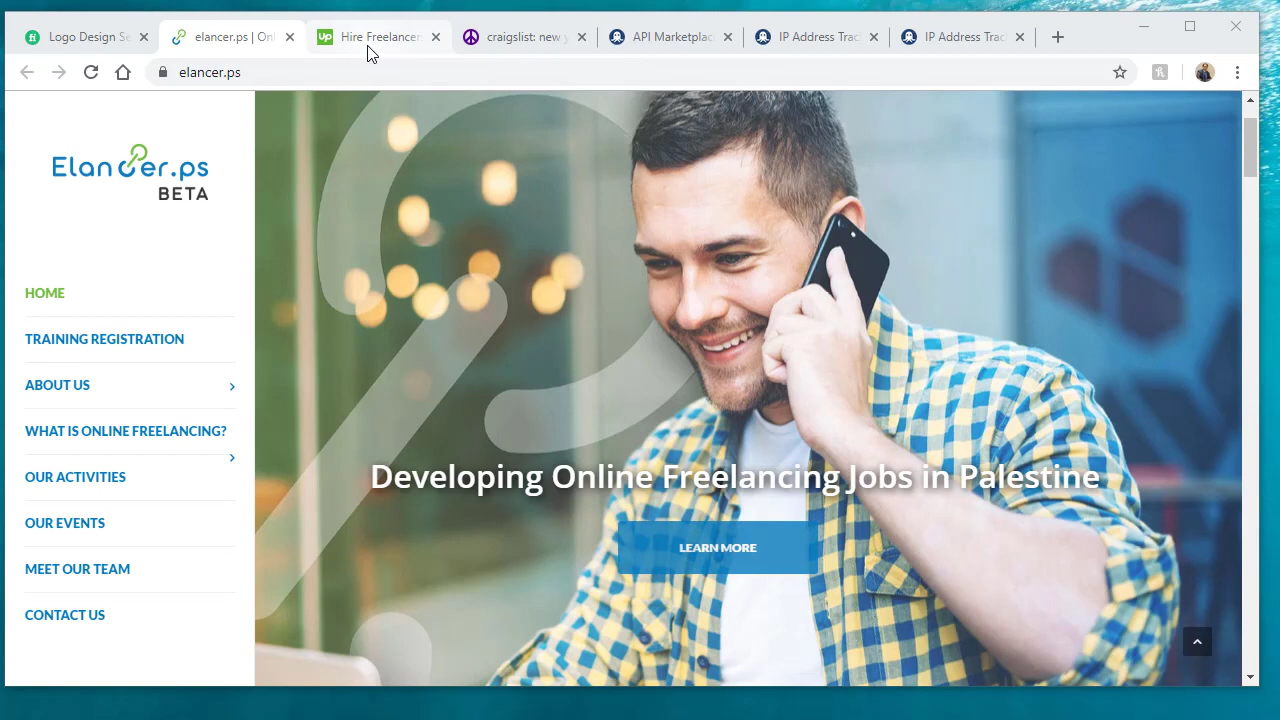 Logo Design Se
elancer.ps | Onl
Up
Hire Freelancer
craigslist: new y
API Marketplac
IP Address Trac
IP Address Trac
elancer.ps
Elancer.ps
BETA
HOME
TRAINING REGISTRATION
ABOUT US
WHAT IS ONLINE FREELANCING?
OUR ACTIVITIES
OUR EVENTS
MEET OUR TEAM
CONTACT US
Developing Online Freelancing Jobs in Palestine
LEARN MORE